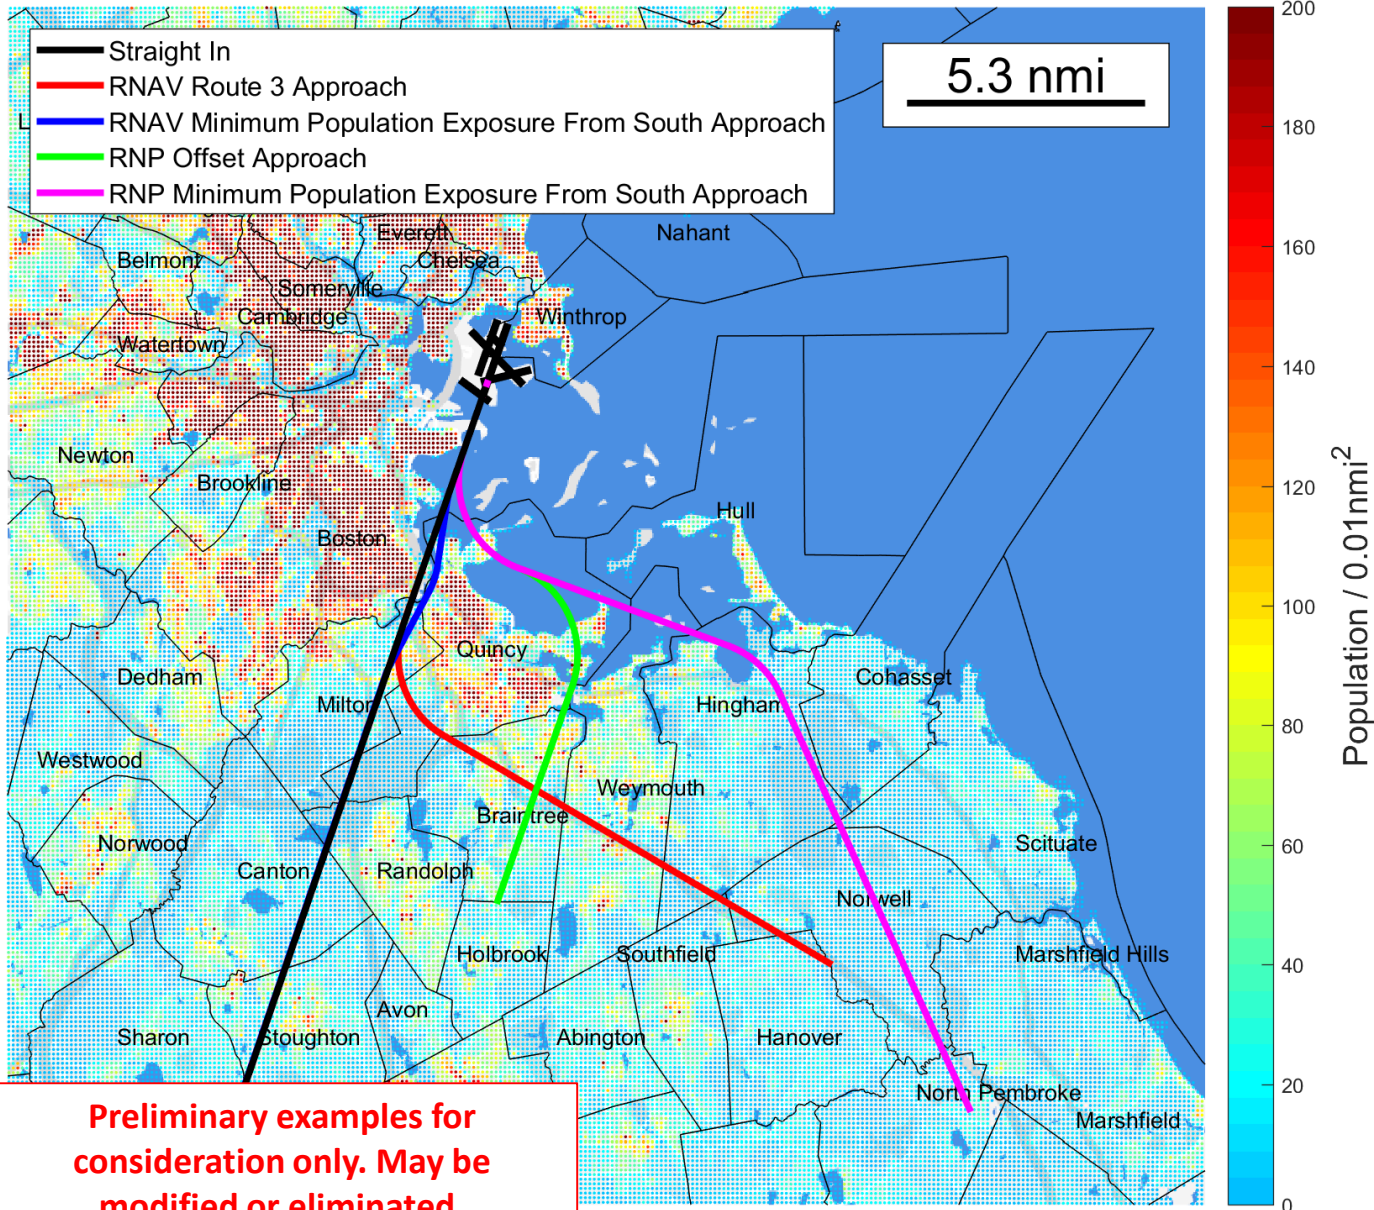 Straight In
RNAV Route 3 Approach
RNAV Minimum Population Exposure From South Approach
RNP Offset Approach
RNP Minimum Population Exposure From South Approach
5.3 nmi
L
Everett
Nahant
Belmont
Chelsea
Somerville
Cambridge
Winthrop
Watertown
Newton
Brookline
Hull
Boston
Quincy
Dedham
Cohasset
Milton
Hingham
Westwood
Weymouth
Braintree
Norwood
Scituate
Canton
Randolph
Norwell
Holbrook
Southfield
Marshfield Hills
Avon
Sharon
Stoughton
Abington
Hanover
North Pembroke
Marshfield
Preliminary examples for
consideration only. May be
modified or eliminated
200
180
160
140
120
100
80
60
40
20
0
Population / 0.01nmi²